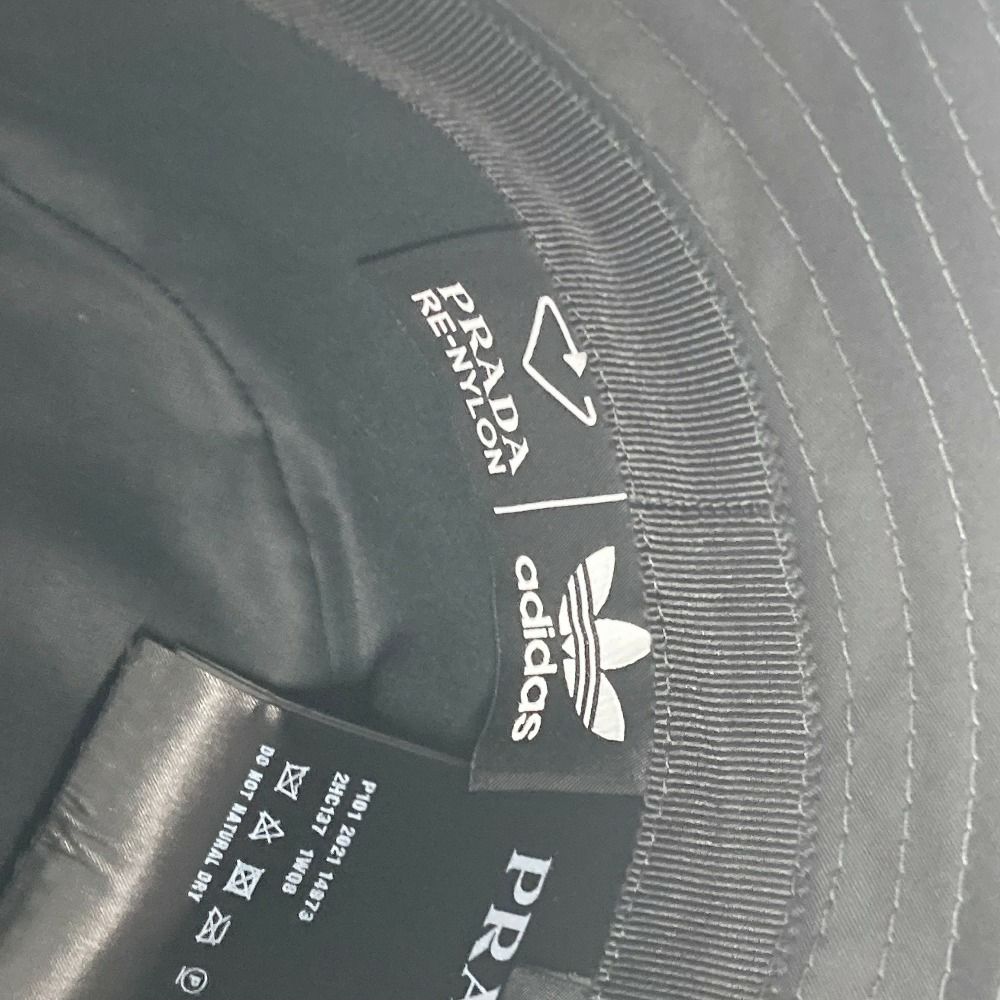 PRADA
RE-NYLON
adidas
P101 2021 14973
2HC137 1WQ8
DO NOT NATURAL DRY
P
PRA